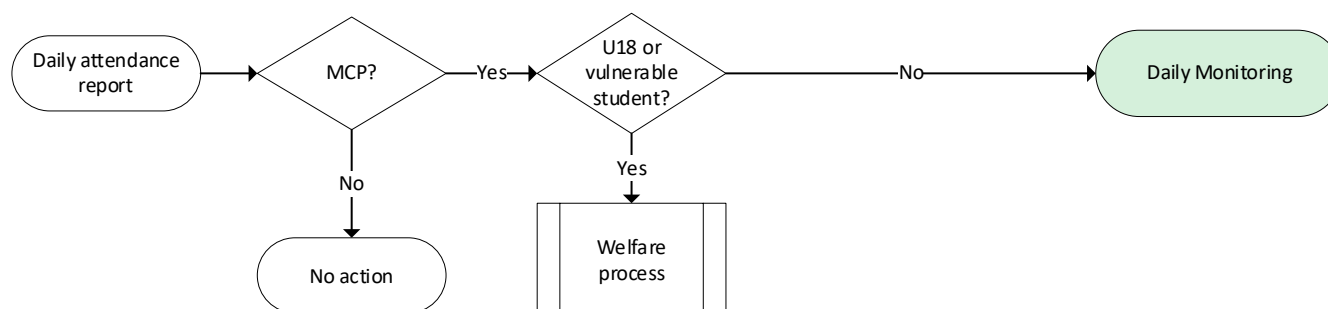 Daily attendance
report
MCP?
Yes
U18 or
vulnerable
student?
No
Daily Monitoring
No
Yes
No action
Welfare
process